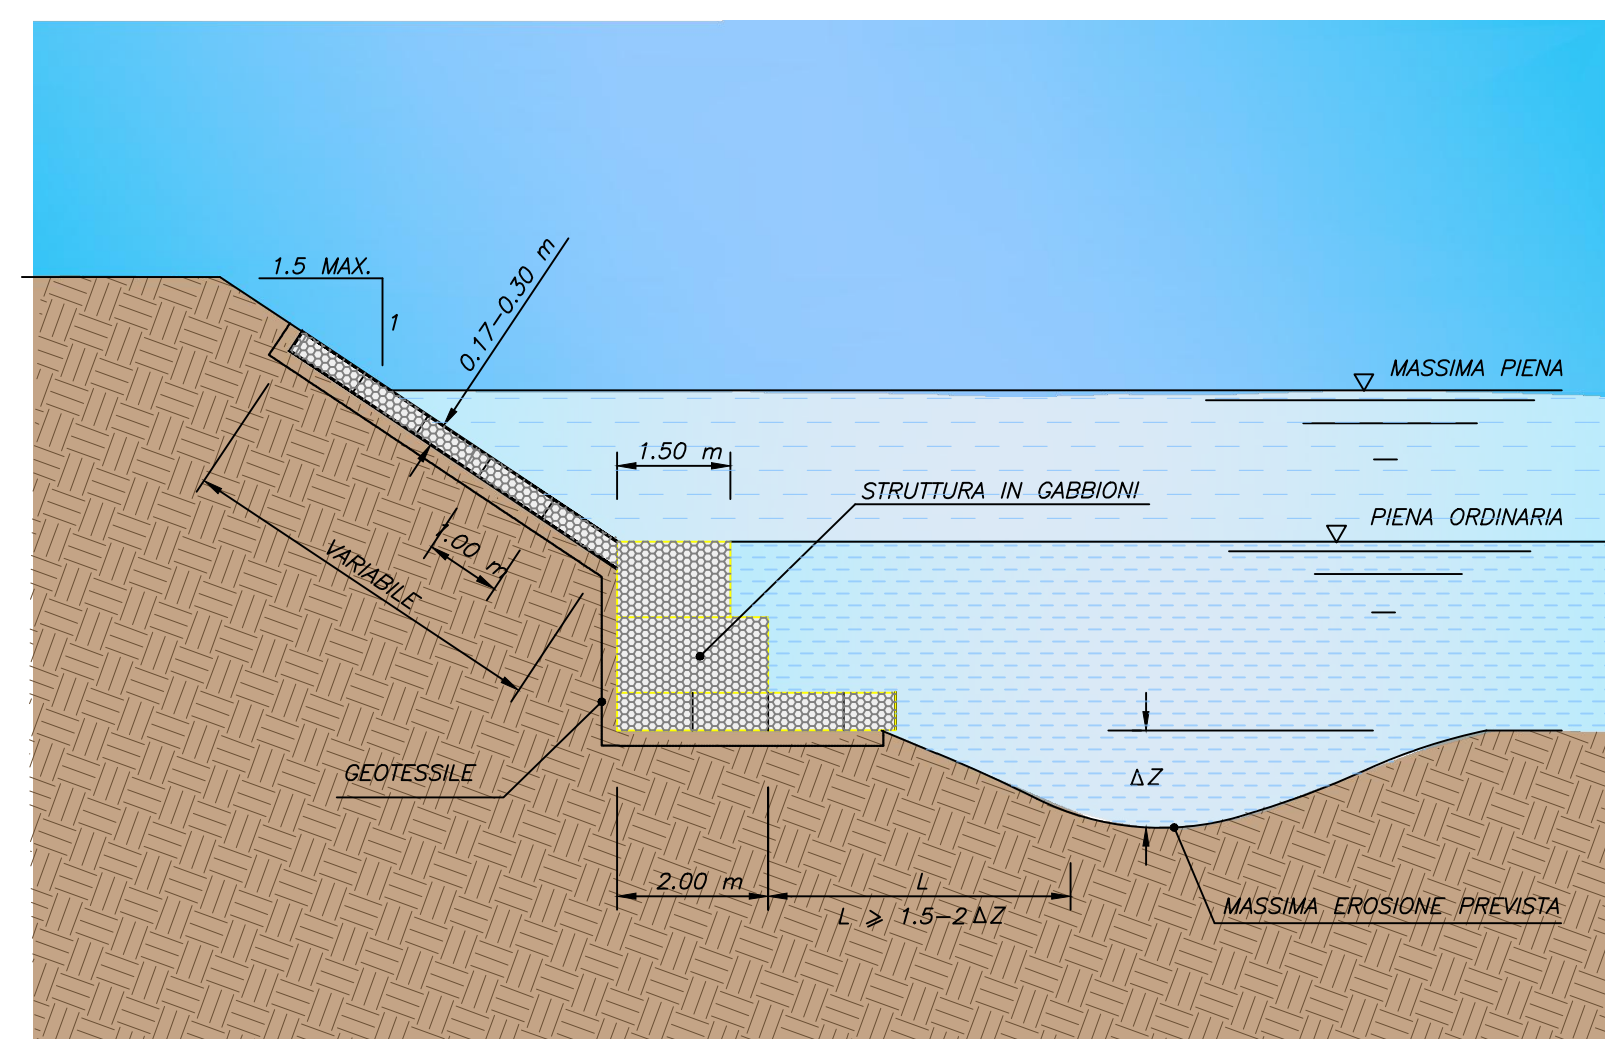 1.5 MAX.
1
0.17-0.30 m
MASSIMA PIENA
1.50 m
STRUTTURA IN GABBIONI
PIENA ORDINARIA
1.00 m
VARIABILE
GEOTESSILE
ΔZ
2.00 m
L
L ⩾ 1.5-2 ΔZ
MASSIMA EROSIONE PREVISTA